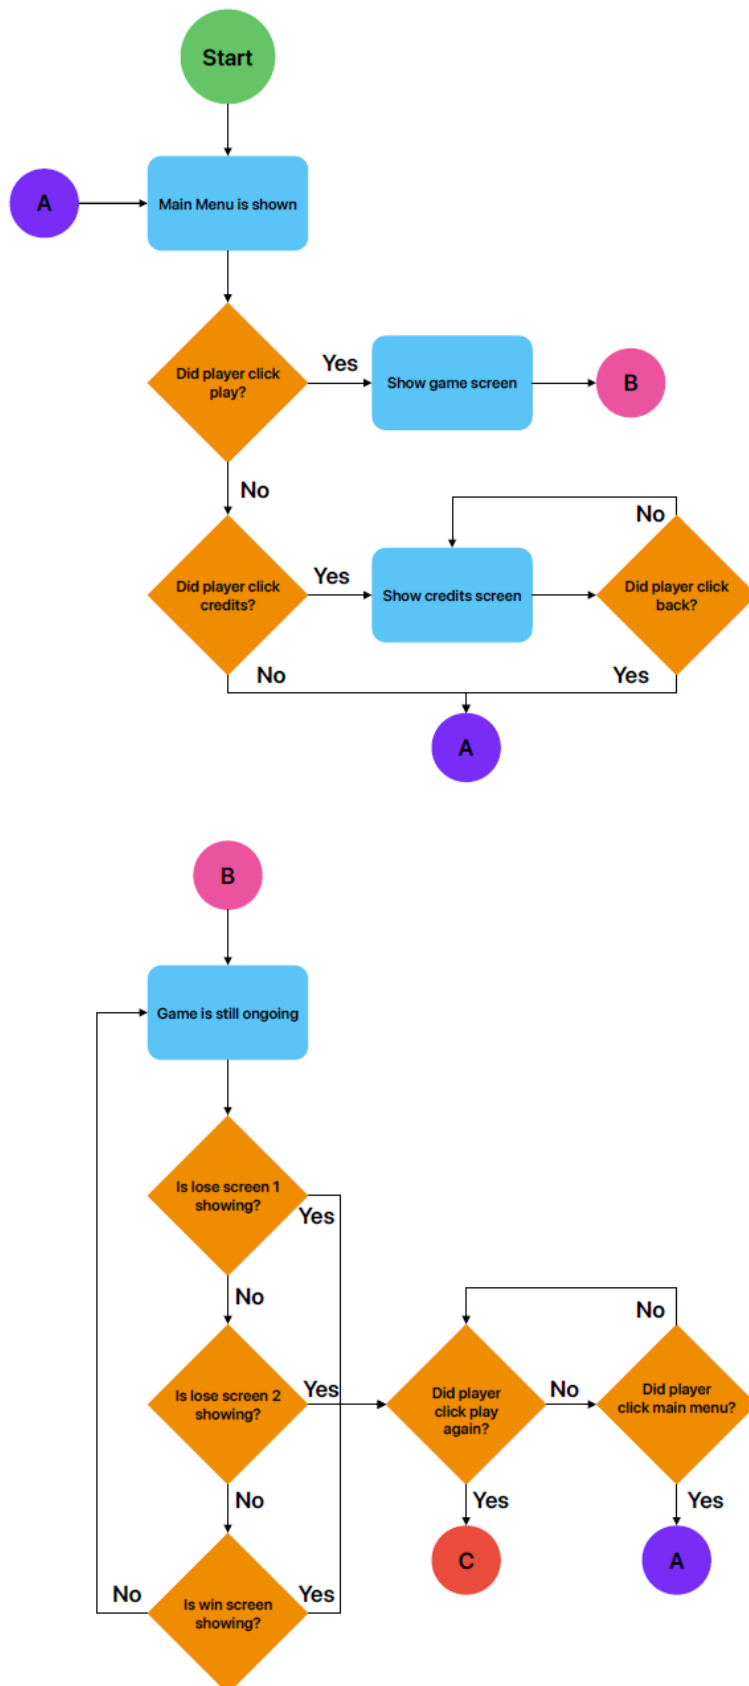 Start
A
Main Menu is shown
Did player click
play?
Yes
Show game screen
B
No
Did player click
credits?
Yes
Show credits screen
No
Did player click
back?
No
Yes
A
B
Game is still ongoing
Is lose screen 1
showing?
Yes
No
Is lose screen 2
showing?
Yes
Did player
click play
again?
No
No
Did player
click main menu?
No
Yes
Yes
C
A
No
Is win screen
showing?
Yes